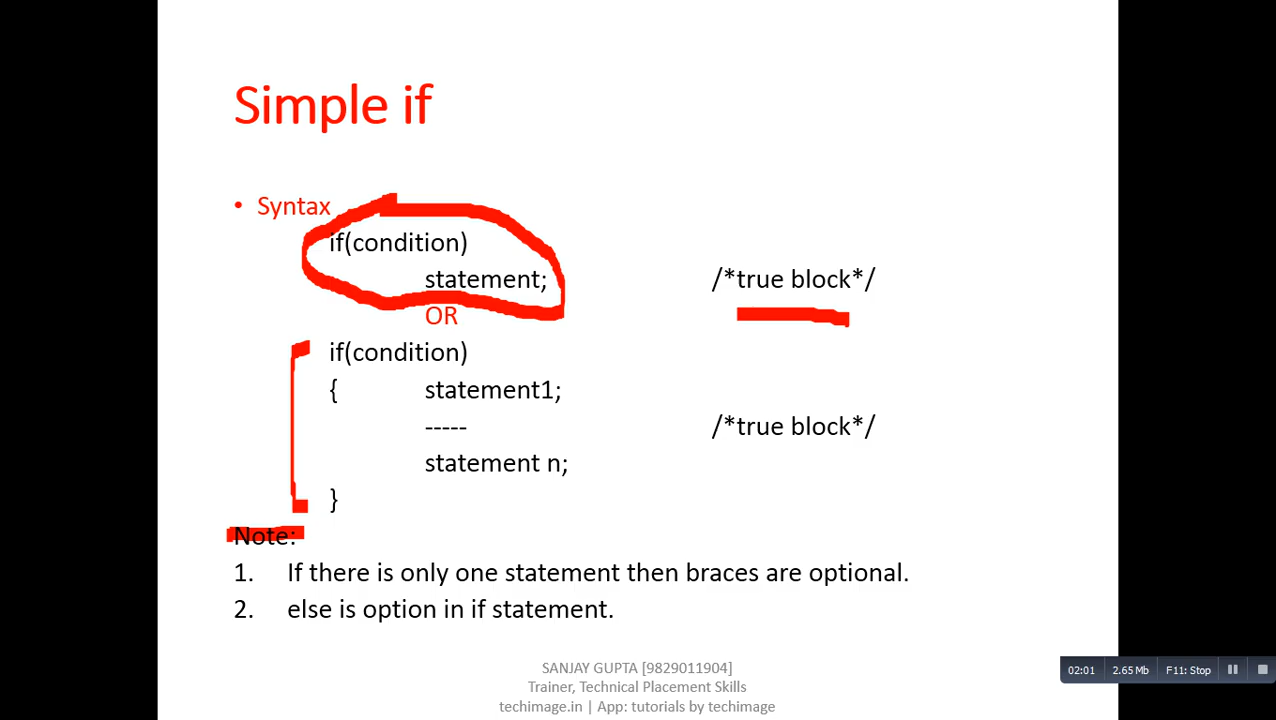 Simple if
• Syntax
if(condition)
statement; /*true block*/
OR
if(condition)
{ statement1;
----- /*true block*/
statement n;
}
Note:
1. If there is only one statement then braces are optional.
2. else is option in if statement.
SANJAY GUPTA [9829011904]
Trainer, Technical Placement Skills
techimage.in | App: tutorials by techimage
02:01 2.65 Mb F11: Stop